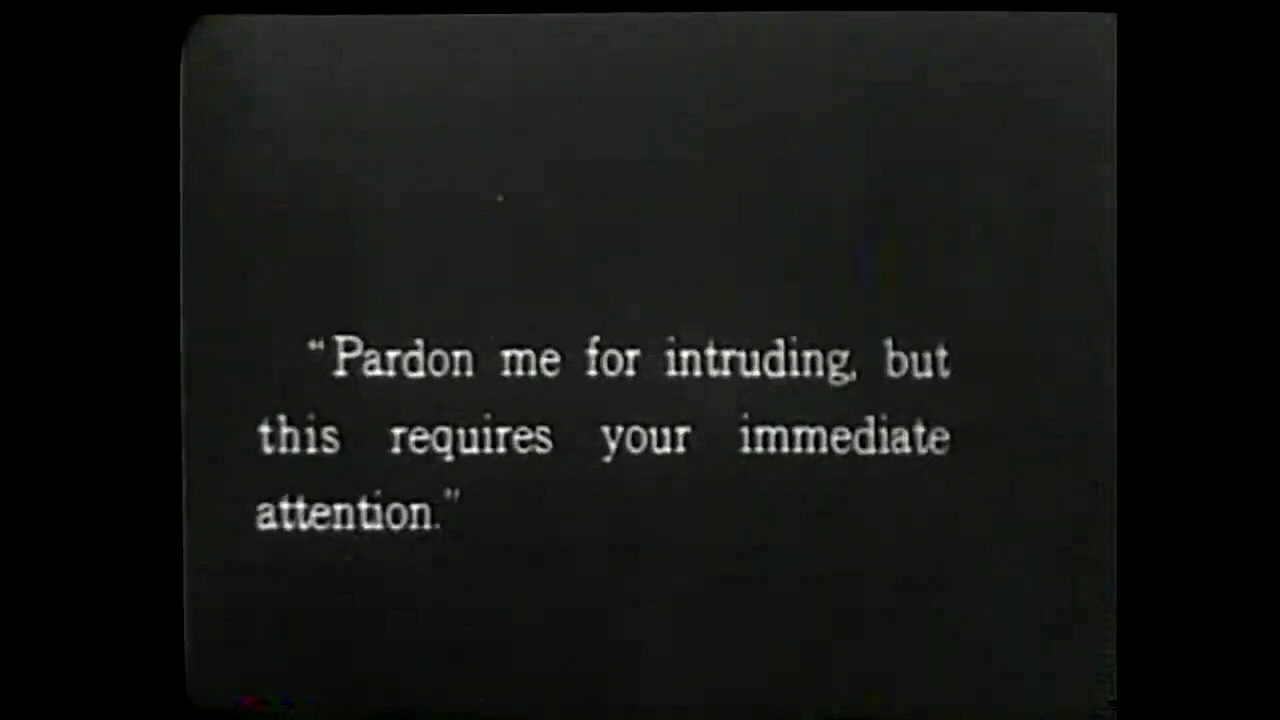 “Pardon me for intruding, but
this requires your immediate
attention.”